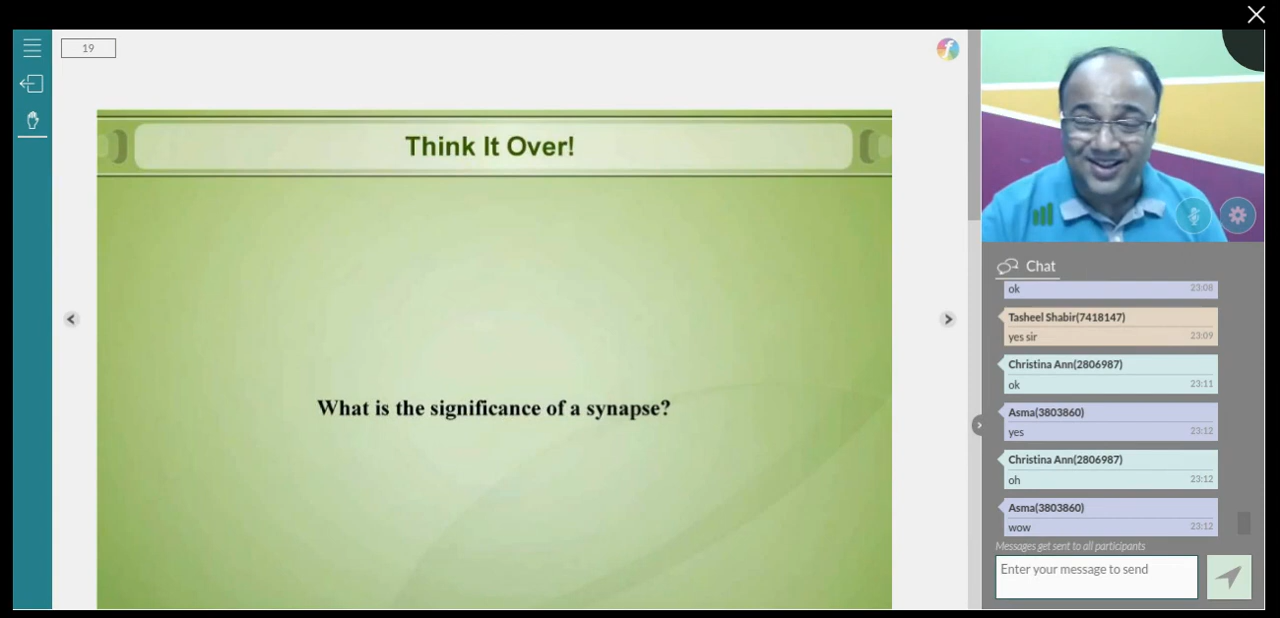 19
Think It Over!
What is the significance of a synapse?
Chat
ok 23:08
Tasheel Shabir(7418147)
yes sir 23:09
Christina Ann(2806987)
ok 23:11
Asma(3803860)
yes 23:12
Christina Ann(2806987)
oh 23:12
Asma(3803860)
wow 23:12
Messages get sent to all participants
Enter your message to send